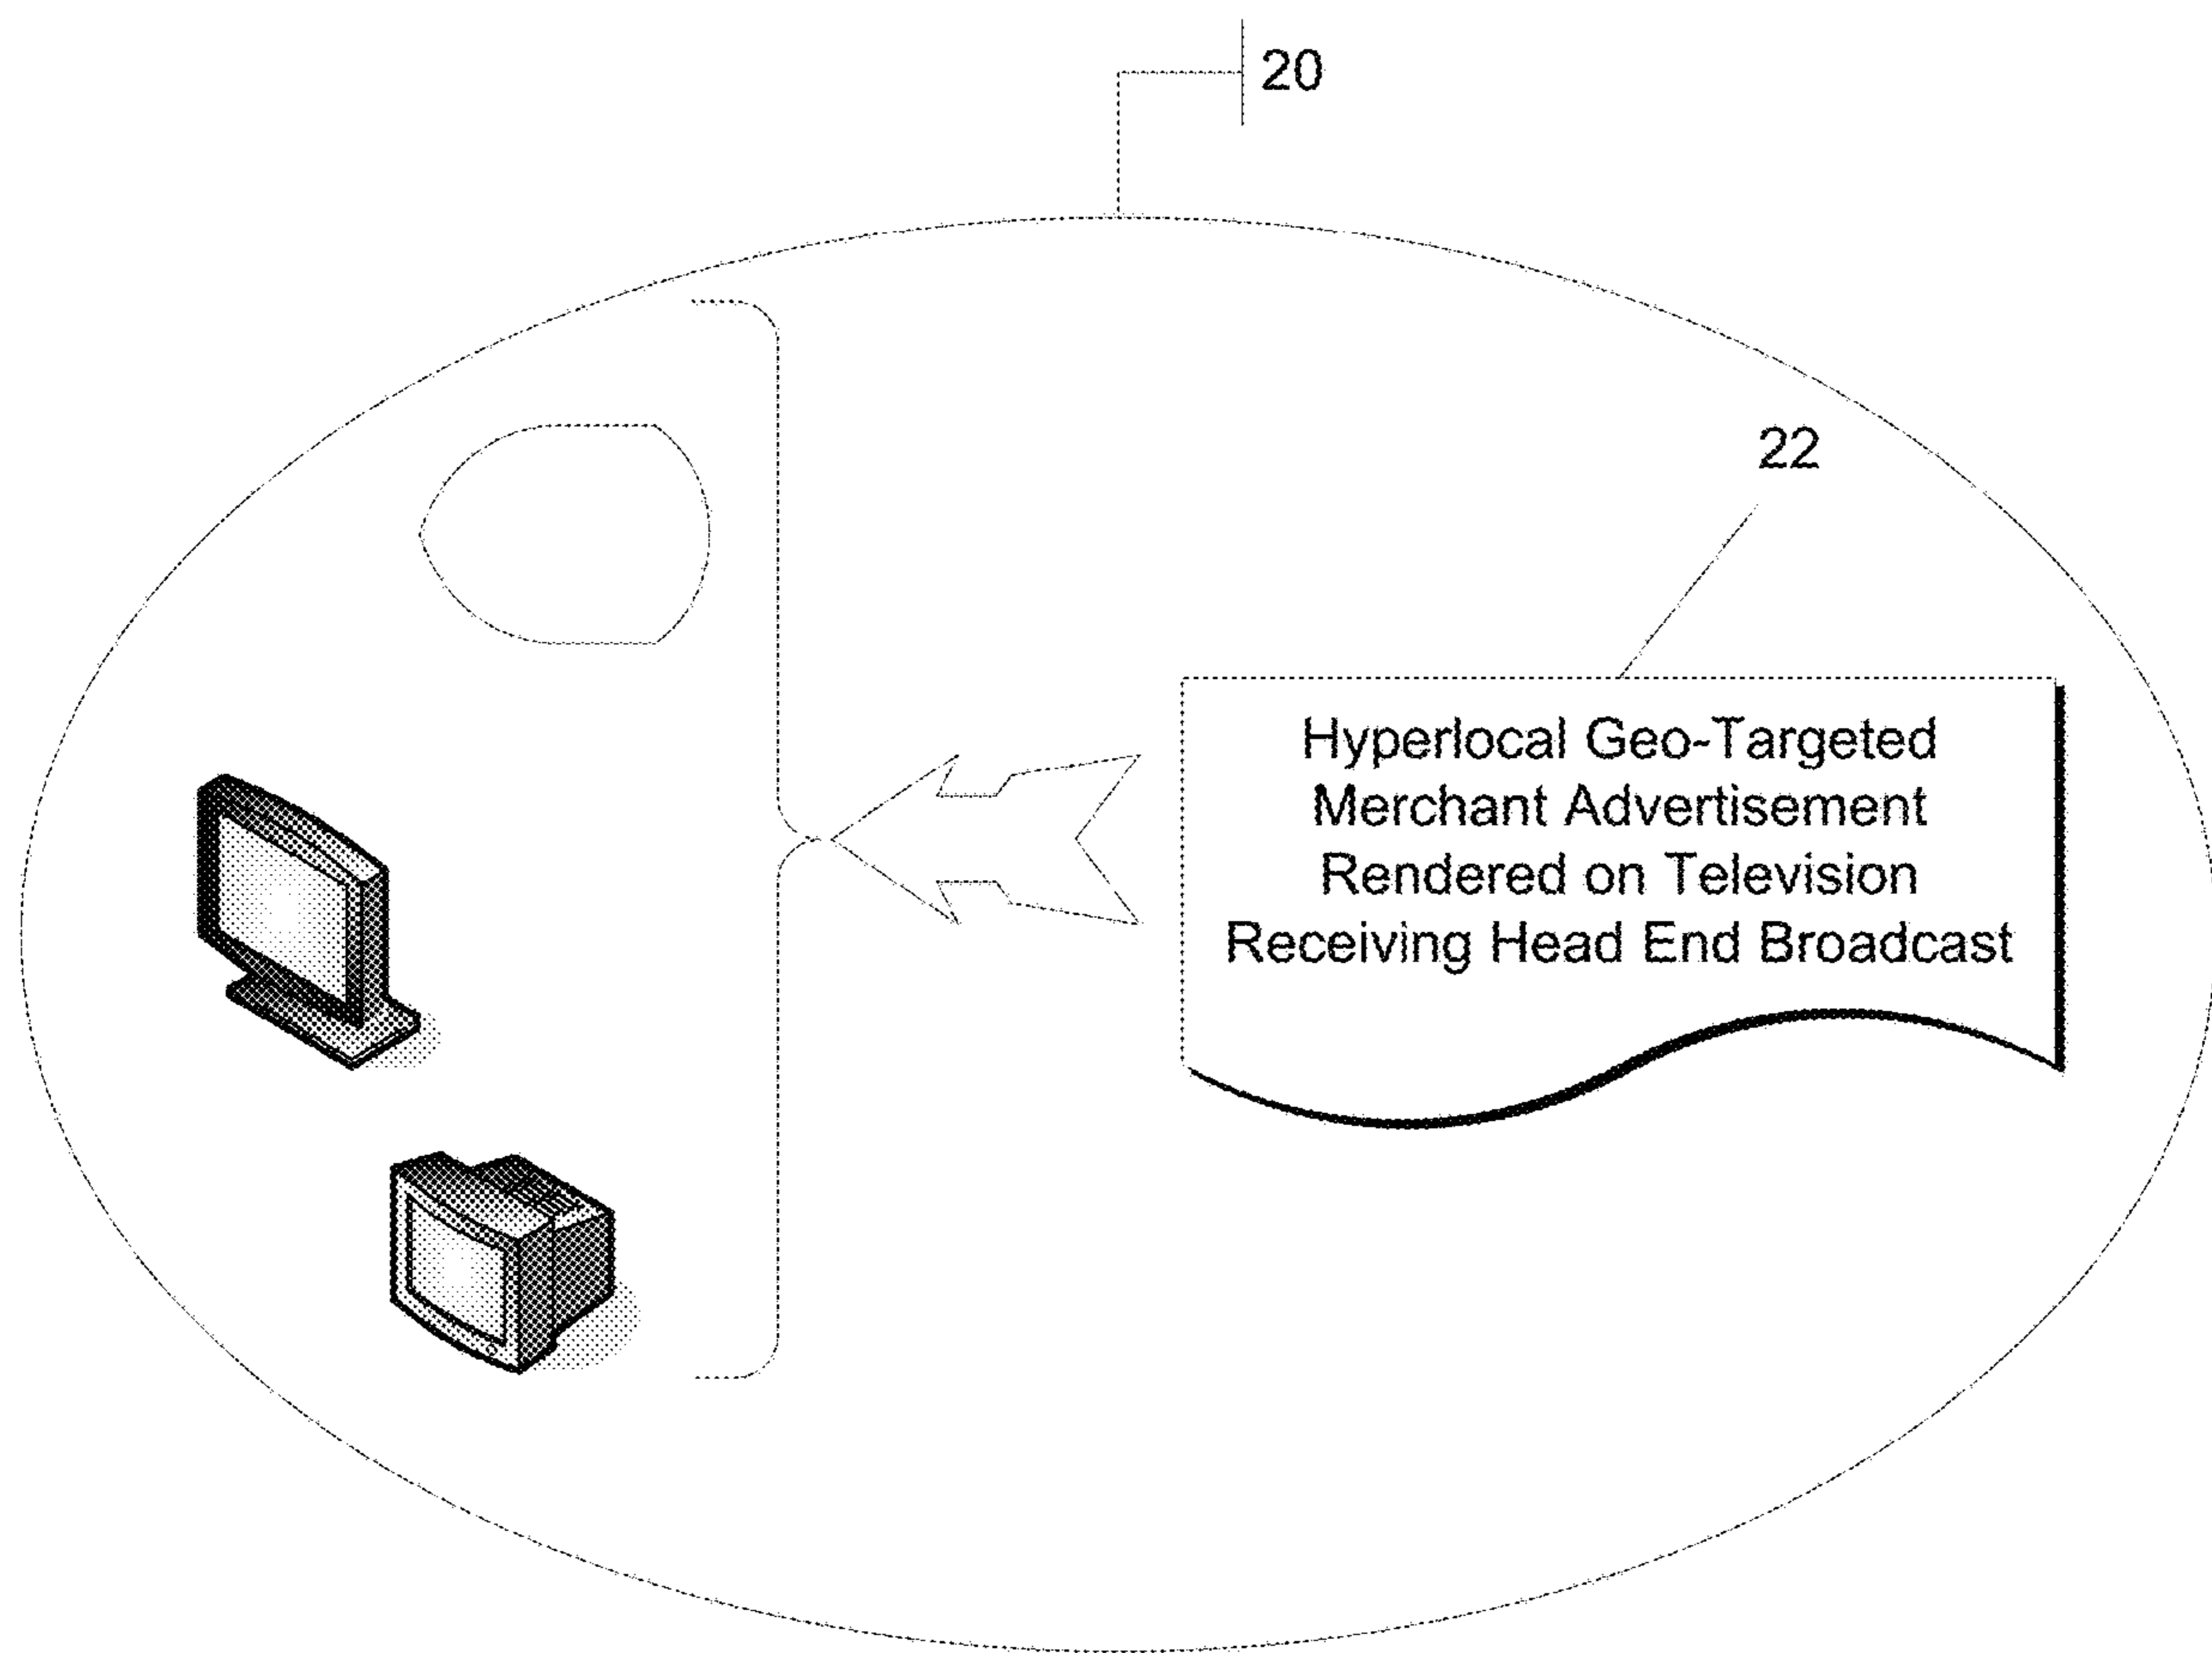 20
22
Hyperlocal Geo-Targeted
Merchant Advertisement
Rendered on Television
Receiving Head End Broadcast